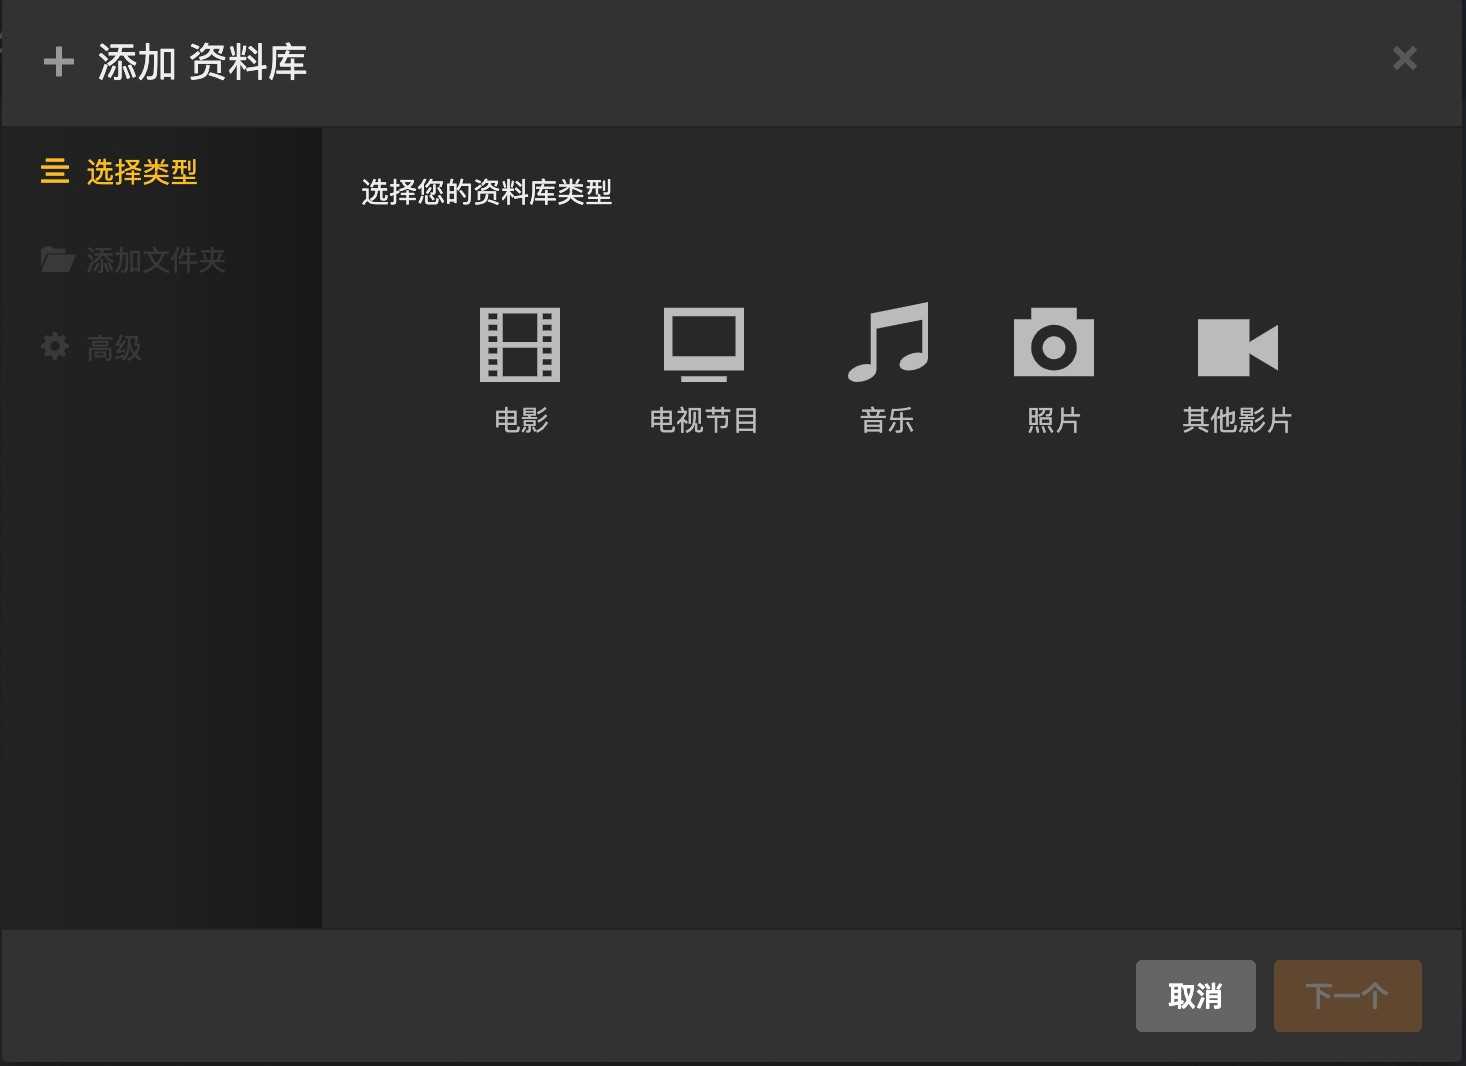 添加 资料库
选择类型
添加文件夹
高级
选择您的资料库类型
电影
电视节目
音乐
照片
其他影片
取消
下一个